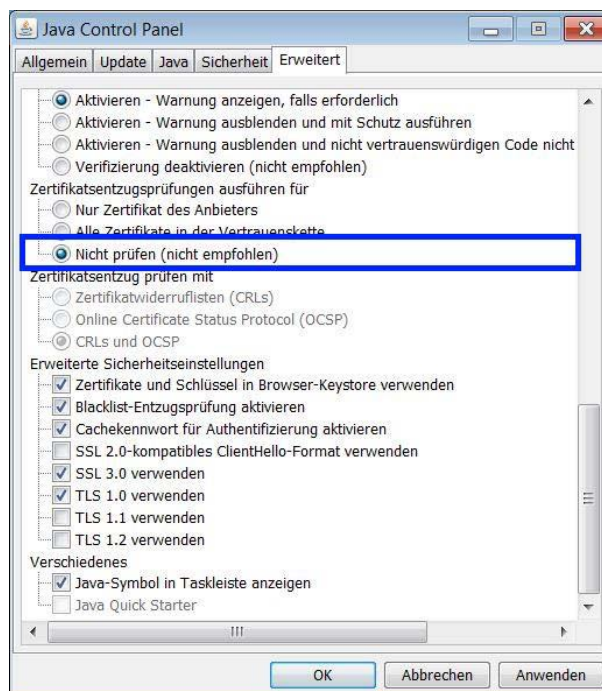 Java Control Panel
Allgemein Update Java Sicherheit Erweitert
Aktivieren - Warnung anzeigen, falls erforderlich
Aktivieren - Warnung ausblenden und mit Schutz ausführen
Aktivieren - Warnung ausblenden und nicht vertrauenswürdigen Code nicht
Verifizierung deaktivieren (nicht empfohlen)
Zertifikatsentzugsprüfungen ausführen für
Nur Zertifikat des Anbieters
Alle Zertifikate in der Vertrauenskette
Nicht prüfen (nicht empfohlen)
Zertifikatsentzug prüfen mit
Zertifikatwiderruflisten (CRLs)
Online Certificate Status Protocol (OCSP)
CRLs und OCSP
Erweiterte Sicherheitseinstellungen
Zertifikate und Schlüssel in Browser-Keystore verwenden
Blacklist-Entzugsprüfung aktivieren
Cachekennwort für Authentifizierung aktivieren
SSL 2.0-kompatibles ClientHello-Format verwenden
SSL 3.0 verwenden
TLS 1.0 verwenden
TLS 1.1 verwenden
TLS 1.2 verwenden
Verschiedenes
Java-Symbol in Taskleiste anzeigen
Java Quick Starter
OK Abbrechen Anwenden